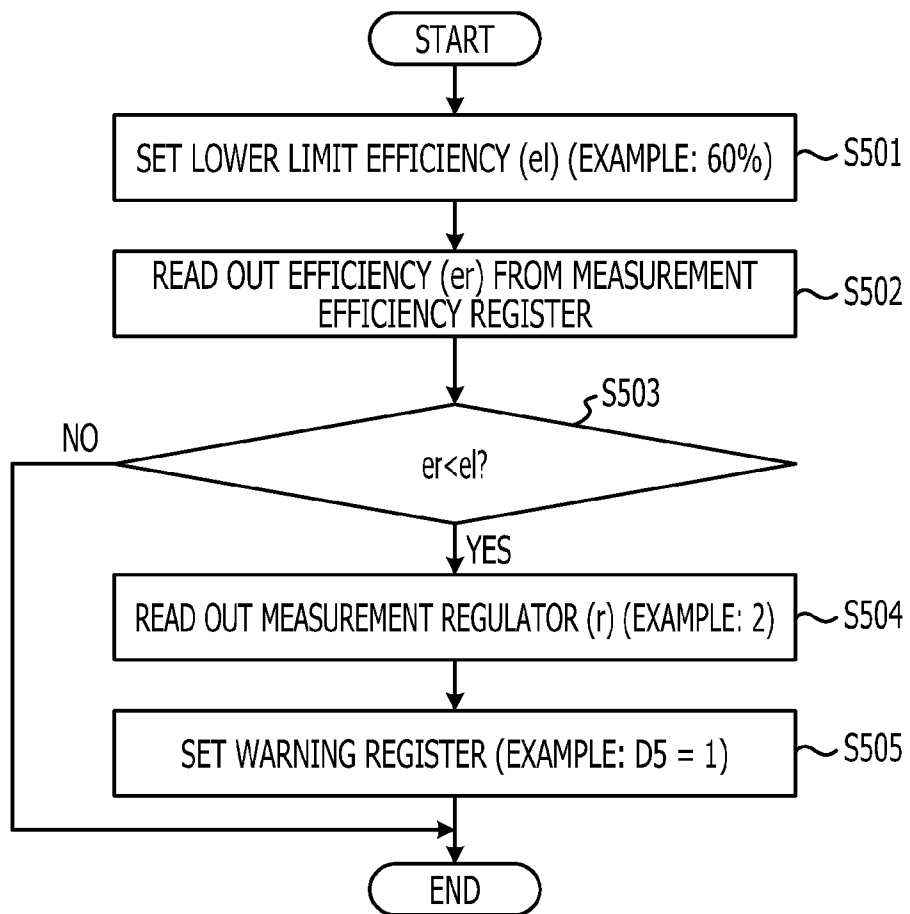 START
SET LOWER LIMIT EFFICIENCY (el) (EXAMPLE: 60%)
S501
READ OUT EFFICIENCY (er) FROM MEASUREMENT
EFFICIENCY REGISTER
S502
S503
NO
er<el?
YES
READ OUT MEASUREMENT REGULATOR (r) (EXAMPLE: 2)
S504
SET WARNING REGISTER (EXAMPLE: D5 = 1)
S505
END